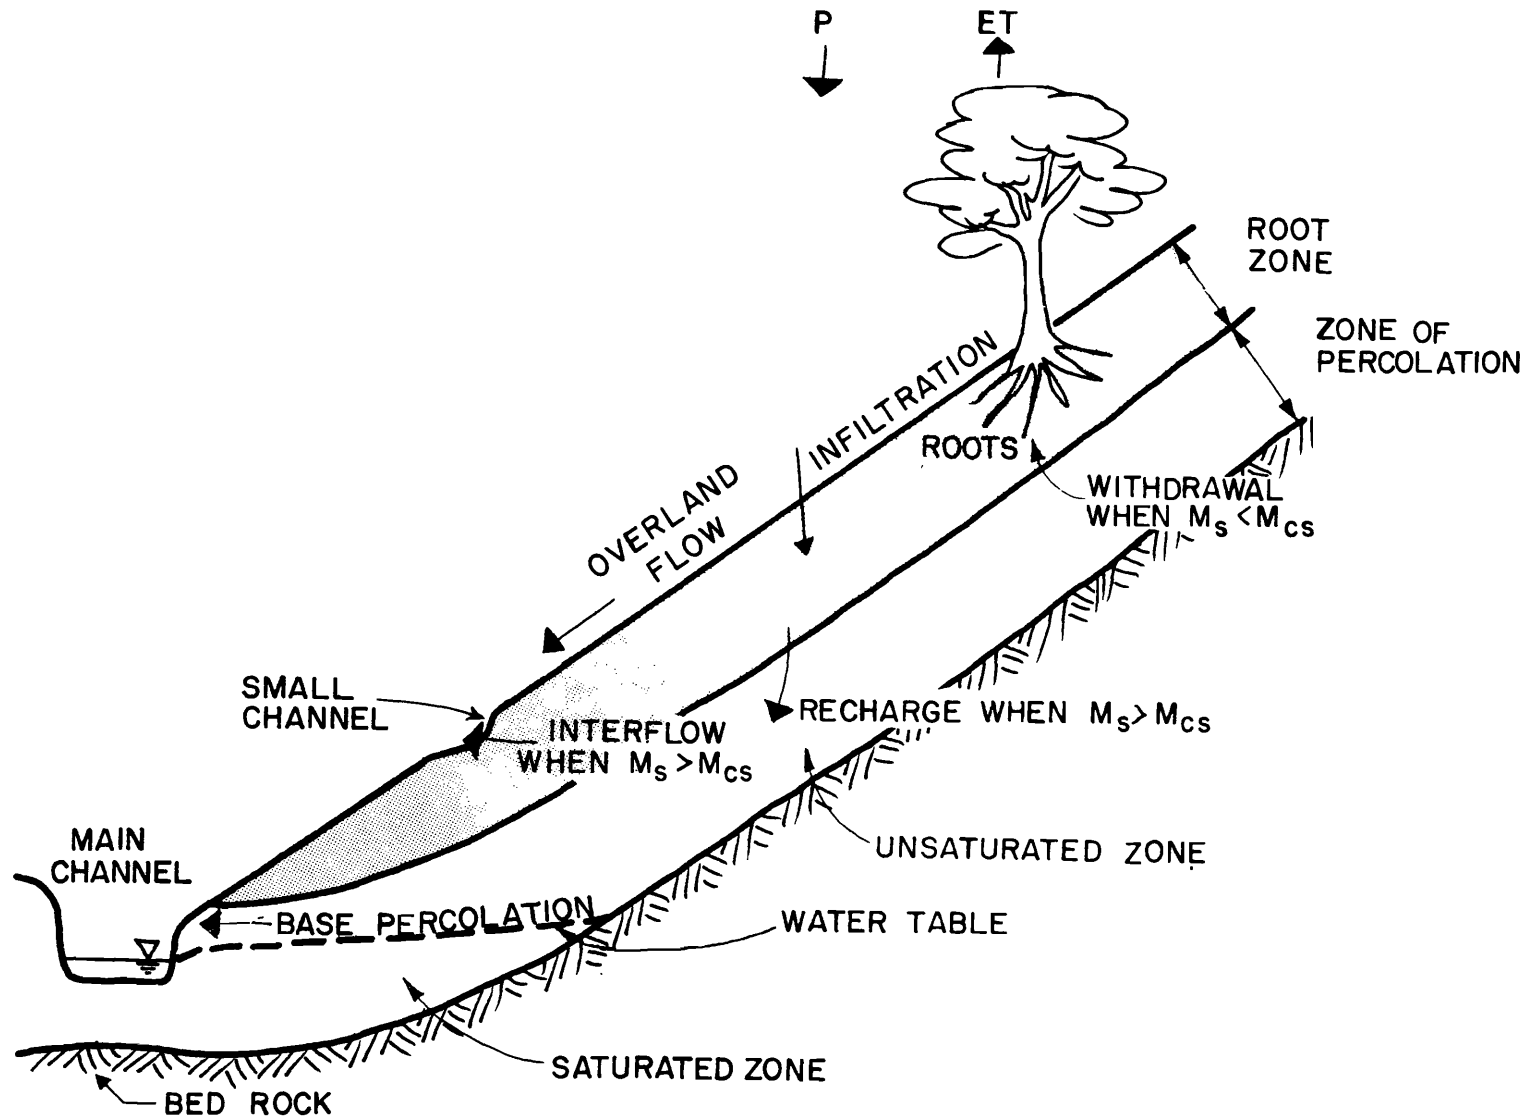 P
ET
ROOT
ZONE
ZONE OF
PERCOLATION
INFILTRATION
ROOTS
WITHDRAWAL
WHEN Ms < Mcs
OVERLAND
FLOW
SMALL
CHANNEL
INTERFLOW
WHEN Ms > Mcs
RECHARGE WHEN Ms > Mcs
UNSATURATED ZONE
MAIN
CHANNEL
BASE PERCOLATION
WATER TABLE
SATURATED ZONE
BED ROCK